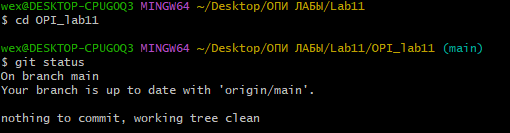 wex@DESKTOP-CPUG0Q3 MINGW64 ~/Desktop/ОПИ ЛАБЫ/Lab11
$ cd OPI_lab11
wex@DESKTOP-CPUG0Q3 MINGW64 ~/Desktop/ОПИ ЛАБЫ/Lab11/OPI_lab11 (main)
$ git status
On branch main
Your branch is up to date with 'origin/main'.
nothing to commit, working tree clean